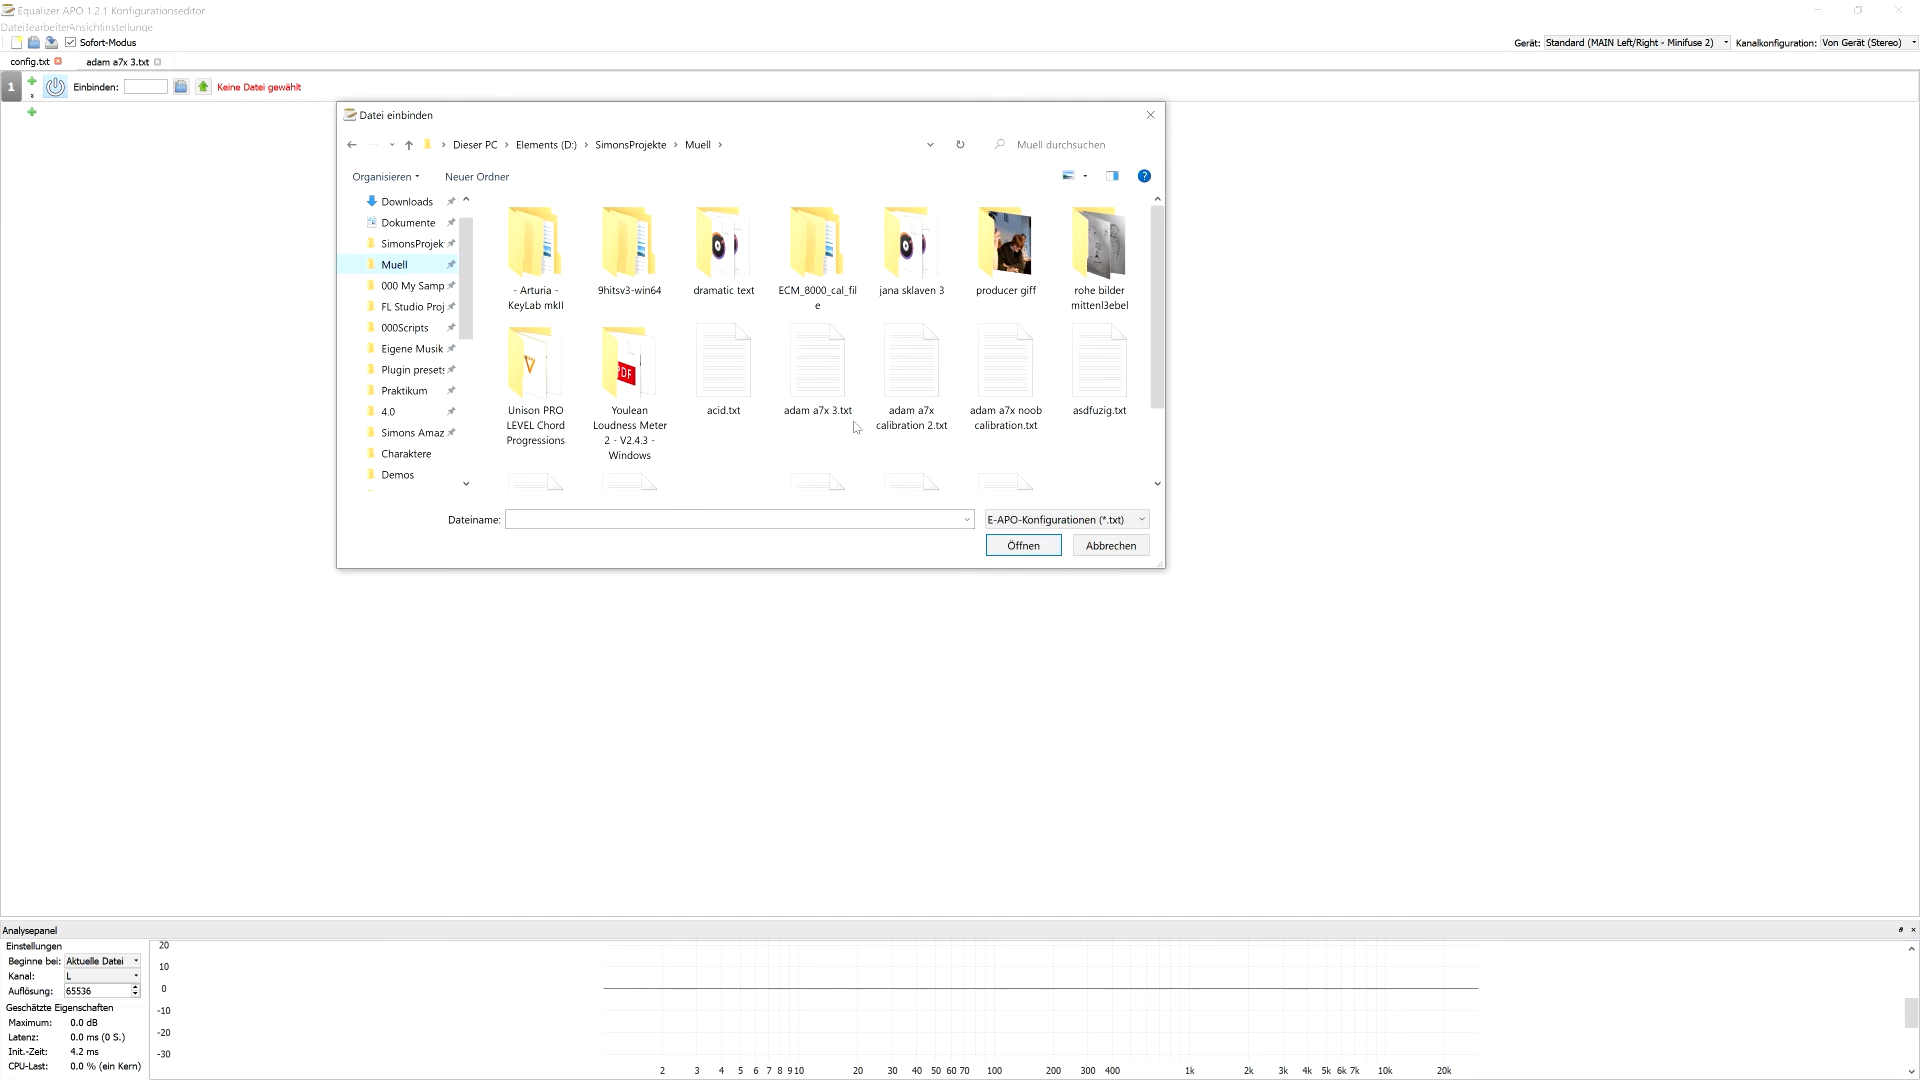 Equalizer APO 1.2.1 Konfigurationseditor
Sofort-Modus
Gerät: Standard (MAIN Left/Right - Minifuse 2) Kanalkonfiguration: Von Gerät (Stereo)
config.txt adam a7x 3.txt
1 Einbinden: Keine Datei gewählt
Datei einbinden
Dieser PC Elements (D:) SimonsProjekte Muell
Muell durchsuchen
Organisieren Neuer Ordner
Downloads
Dokumente
SimonsProjek
Muell
000 My Samp
FL Studio Proj
000Scripts
Eigene Musik
Plugin preset
Praktikum
4.0
Simons Amaz
Charaktere
Demos
- Arturia -
KeyLab mkII
9hitsv3-win64
dramatic text
ECM_8000_cal_fil
e
jana sklaven 3
producer giff
rohe bilder
mittenl3ebel
Unison PRO
LEVEL Chord
Progressions
PDF
Youlean
Loudness Meter
2 - V2.4.3 -
Windows
acid.txt
adam a7x 3.txt
adam a7x
calibration 2.txt
adam a7x noob
calibration.txt
asdfuzig.txt
Dateiname:
E-APO-Konfigurationen (*.txt)
Öffnen Abbrechen
Analysepanel
Einstellungen
Beginne bei: Aktuelle Datei
Kanal: L
Auflösung: 65536
Geschätzte Eigenschaften
Maximum: 0.0 dB
Latenz: 0.0 ms (0 S.)
Init.-Zeit: 4.2 ms
CPU-Last: 0.0 % (ein Kern)
20
10
0
-10
-20
-30
2 3 4 5 6 7 8 9 10 20 30 40 50 60 70 100 200 300 400 1k 2k 3k 4k 5k 6k 7k 10k 20k